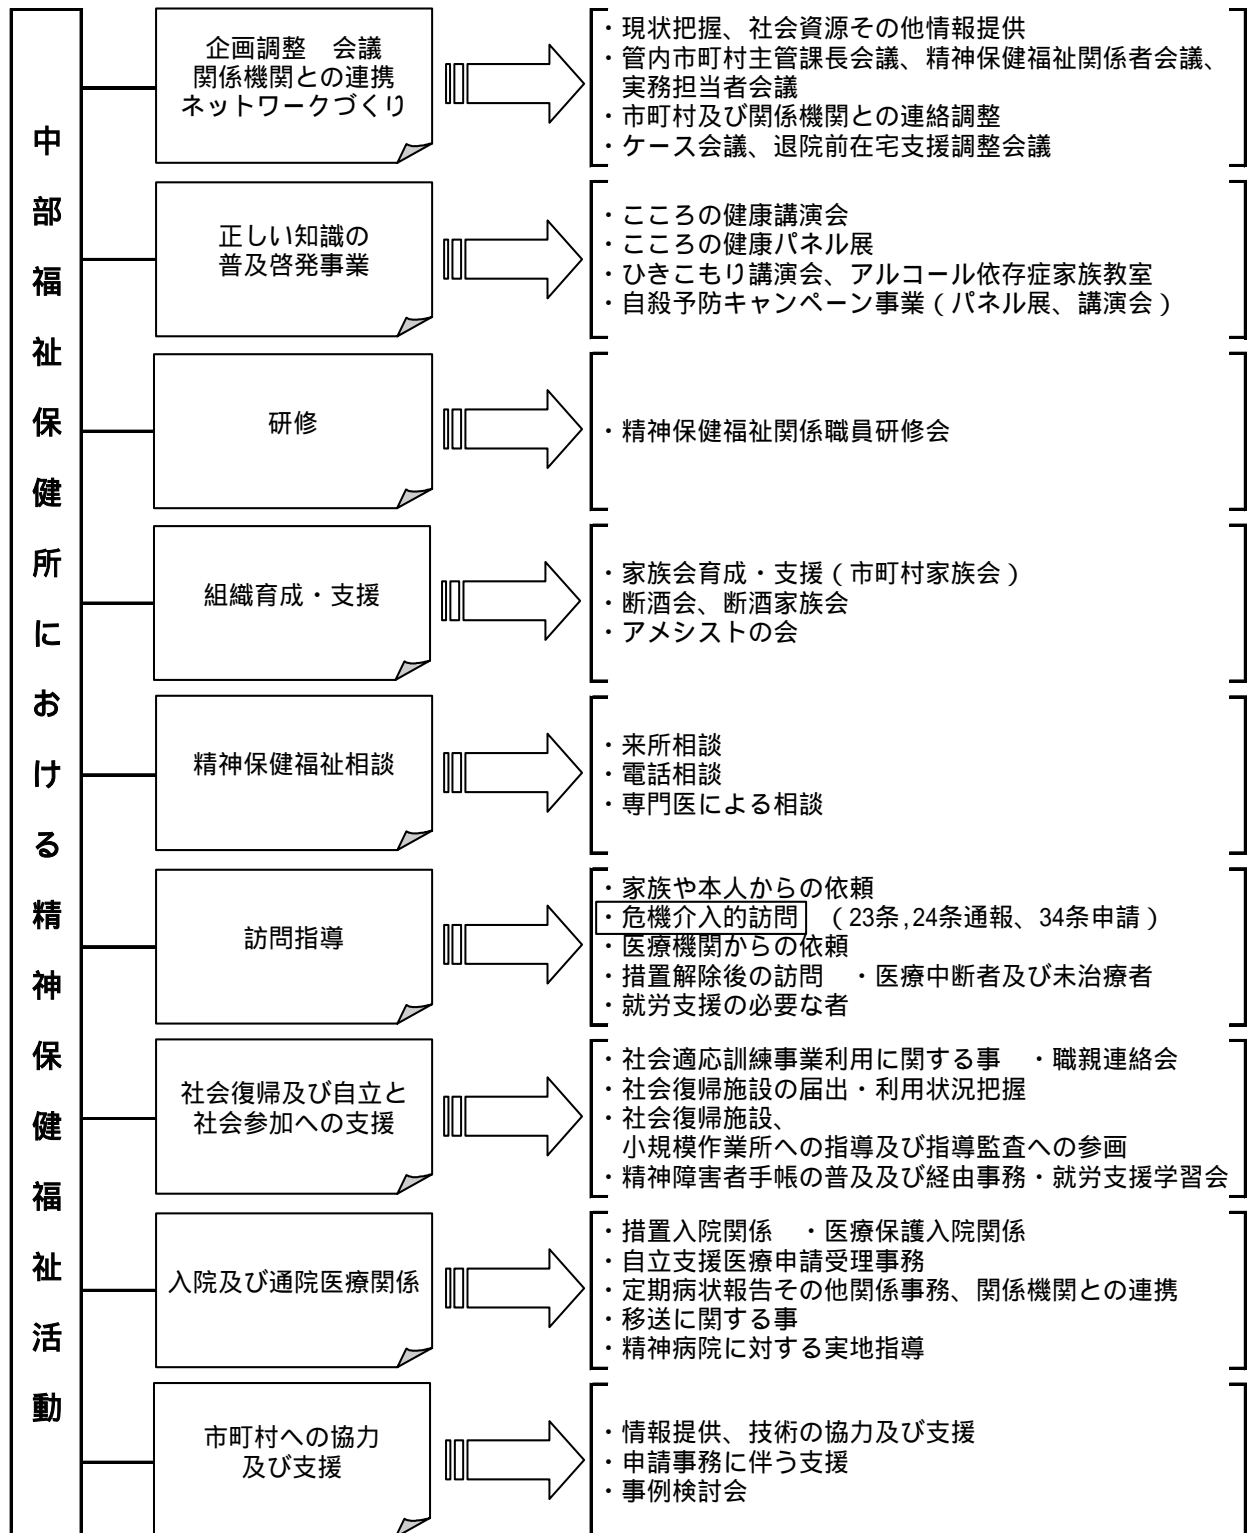 中部福祉保健所における精神保健福祉活動
企画調整　会議
関係機関との連携
ネットワークづくり
・現状把握、社会資源その他情報提供
・管内市町村主管課長会議、精神保健福祉関係者会議、
実務担当者会議
・市町村及び関係機関との連絡調整
・ケース会議、退院前在宅支援調整会議
正しい知識の
普及啓発事業
・こころの健康講演会
・こころの健康パネル展
・ひきこもり講演会、アルコール依存症家族教室
・自殺予防キャンペーン事業（パネル展、講演会）
研修
・精神保健福祉関係職員研修会
組織育成・支援
・家族会育成・支援（市町村家族会）
・断酒会、断酒家族会
・アメシストの会
精神保健福祉相談
・来所相談
・電話相談
・専門医による相談
訪問指導
・家族や本人からの依頼
・危機介入的訪問　（23条,24条通報、34条申請）
・医療機関からの依頼
・措置解除後の訪問　・医療中断者及び未治療者
・就労支援の必要な者
社会復帰及び自立と
社会参加への支援
・社会適応訓練事業利用に関する事　・職親連絡会
・社会復帰施設の届出・利用状況把握
・社会復帰施設、
小規模作業所への指導及び指導監査への参画
・精神障害者手帳の普及及び経由事務・就労支援学習会
入院及び通院医療関係
・措置入院関係　・医療保護入院関係
・自立支援医療申請受理事務
・定期病状報告その他関係事務、関係機関との連携
・移送に関する事
・精神病院に対する実地指導
市町村への協力
及び支援
・情報提供、技術の協力及び支援
・申請事務に伴う支援
・事例検討会